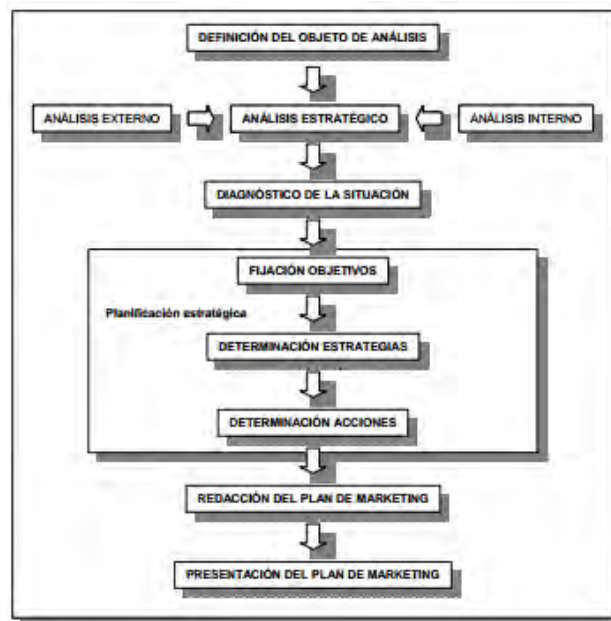 DEFINICIÓN DEL OBJETO DE ANÁLISIS
ANÁLISIS EXTERNO
ANÁLISIS ESTRATÉGICO
ANÁLISIS INTERNO
DIAGNÓSTICO DE LA SITUACIÓN
FIJACIÓN OBJETIVOS
Planificación estratégica
DETERMINACIÓN ESTRATEGIAS
DETERMINACIÓN ACCIONES
REDACCIÓN DEL PLAN DE MARKETING
PRESENTACIÓN DEL PLAN DE MARKETING